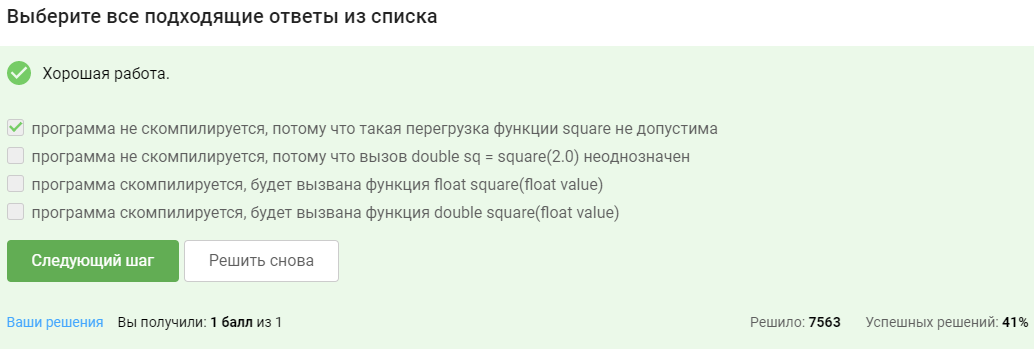 Выберите все подходящие ответы из списка
Хорошая работа.
программа не скомпилируется, потому что такая перегрузка функции square не допустима
программа не скомпилируется, потому что вызов double sq = square(2.0) неоднозначен
программа скомпилируется, будет вызвана функция float square(float value)
программа скомпилируется, будет вызвана функция double square(float value)
Следующий шаг Решить снова
Ваши решения Вы получили: 1 балл из 1 Решило: 7563 Успешных решений: 41%